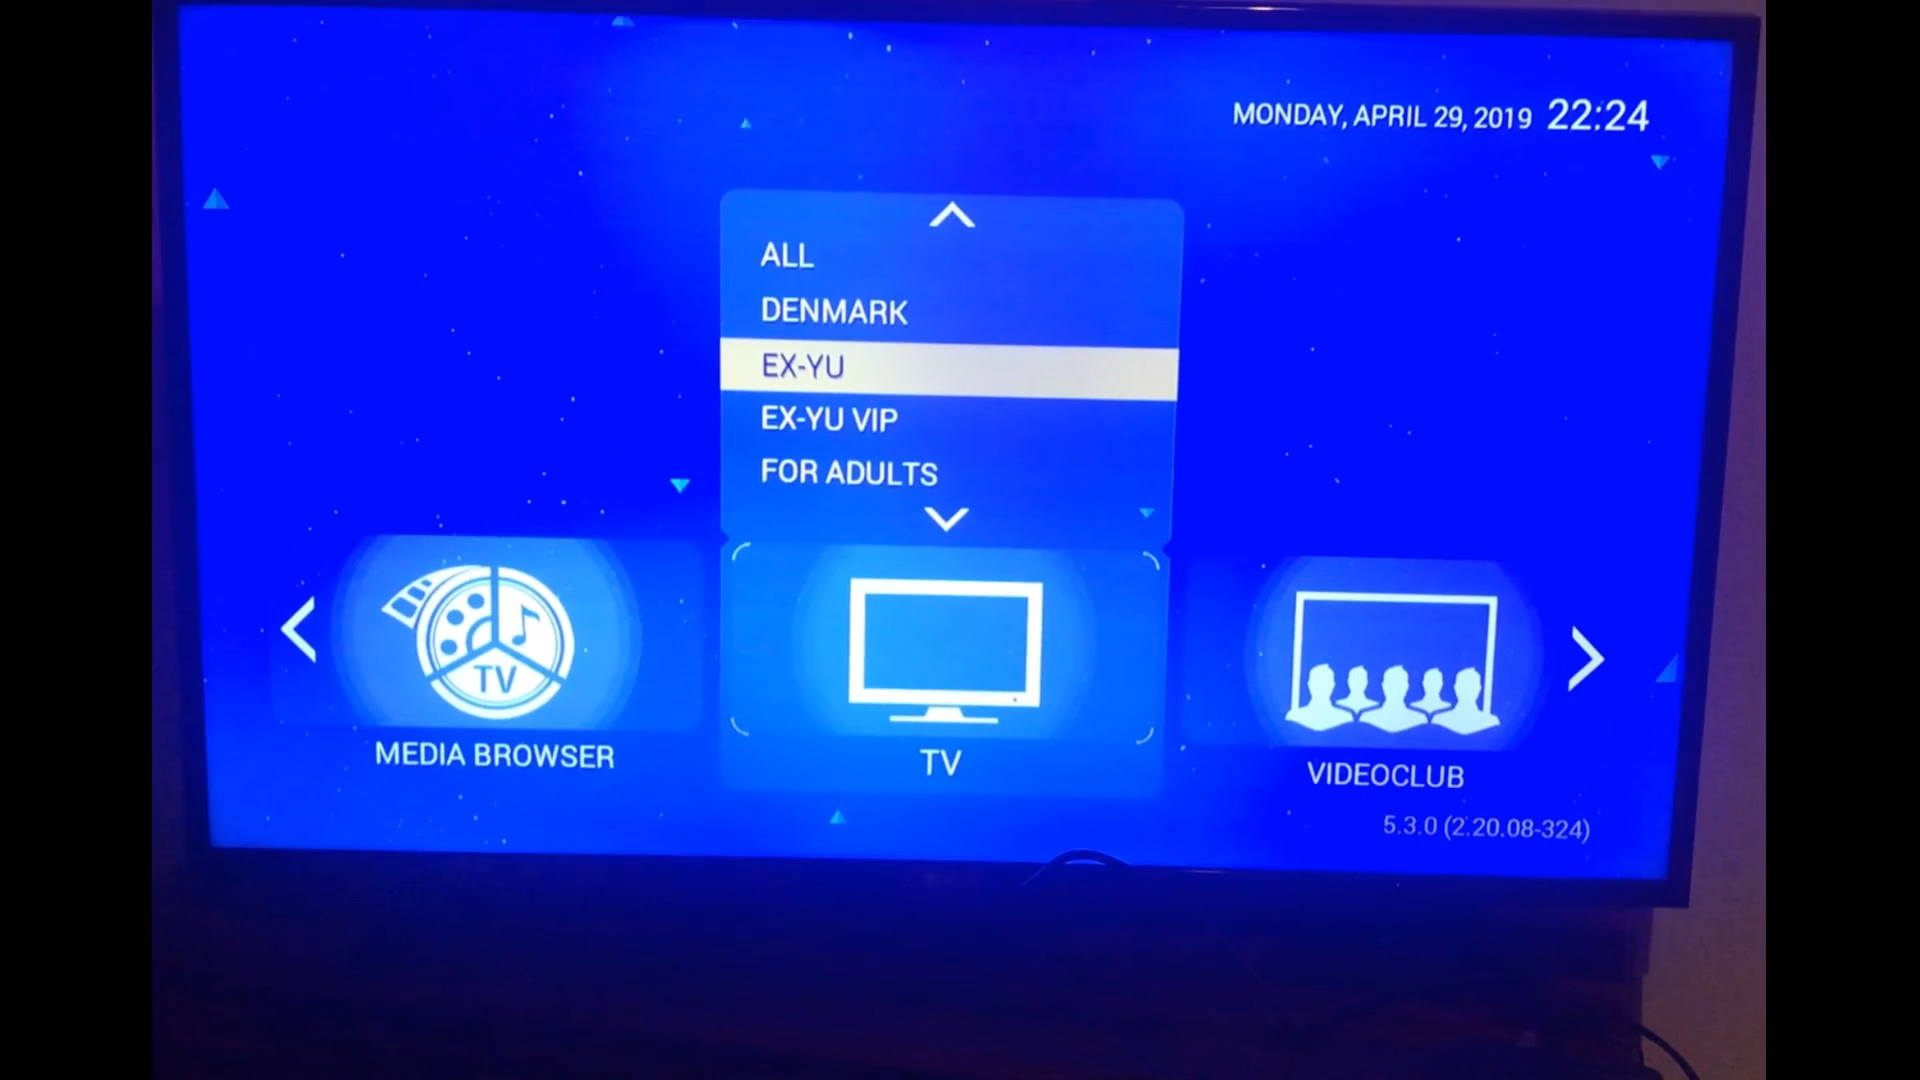 MONDAY, APRIL 29, 2019 22:24
ALL
DENMARK
EX-YU
EX-YU VIP
FOR ADULTS
TV
MEDIA BROWSER
TV
VIDEOCLUB
5.3.0 (2.20.08-324)